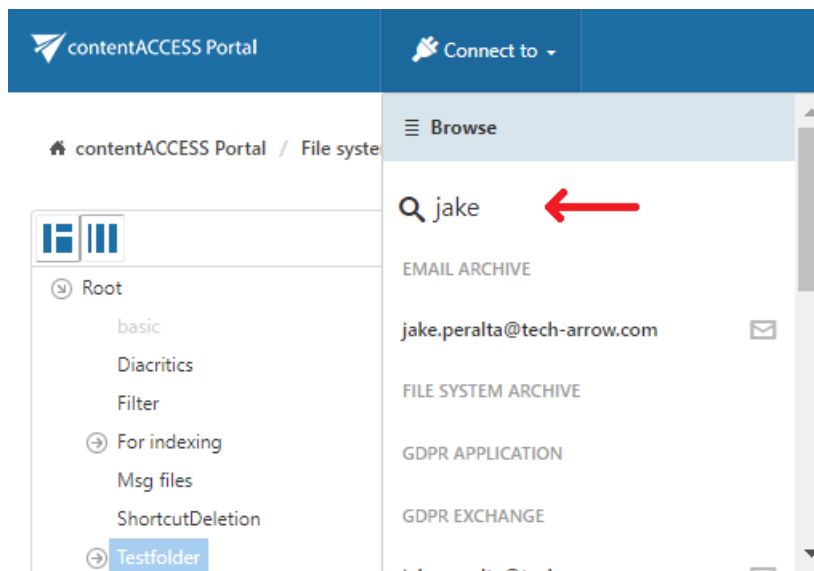 contentACCESS Portal
Connect to
Browse
contentACCESS Portal / File syste
jake
EMAIL ARCHIVE
jake.peralta@tech-arrow.com
FILE SYSTEM ARCHIVE
GDPR APPLICATION
GDPR EXCHANGE
Root
basic
Diacritics
Filter
For indexing
Msg files
ShortcutDeletion
Testfolder